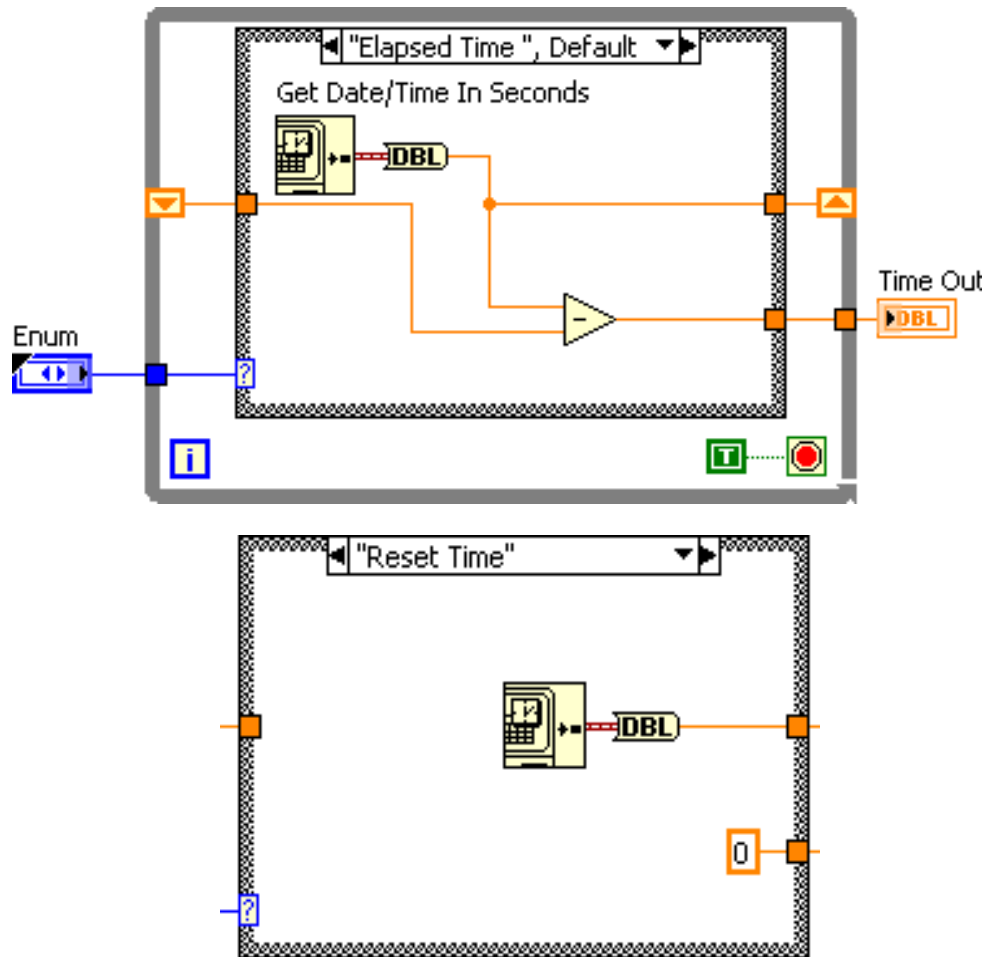 "Elapsed Time ", Default
Get Date/Time In Seconds
DBL
Time Out
DBL
Enum
?
i
T
"Reset Time"
DBL
0
?